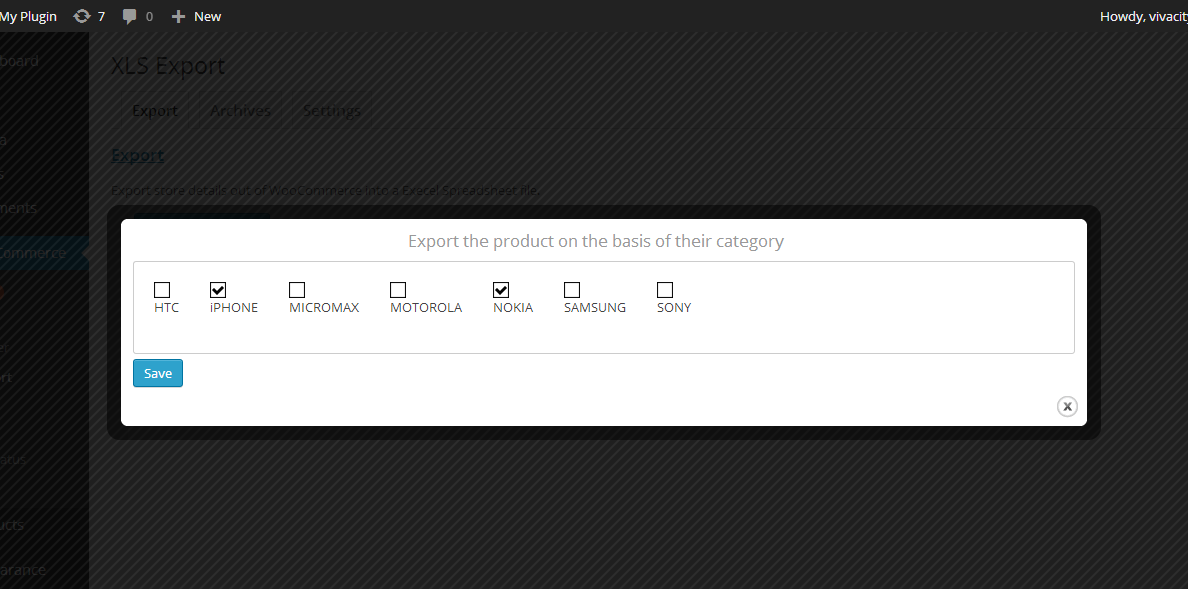 My Plugin 7 0 New Howdy, vivacity
board
XLS Export
Export Archives Settings
Export
Export store details out of WooCommerce into a Execel Spreadsheet file.
ments
Commerce
Export the product on the basis of their category
HTC iPHONE MICROMAX MOTOROLA NOKIA SAMSUNG SONY
Save
x
rt
atus
ucts
arance